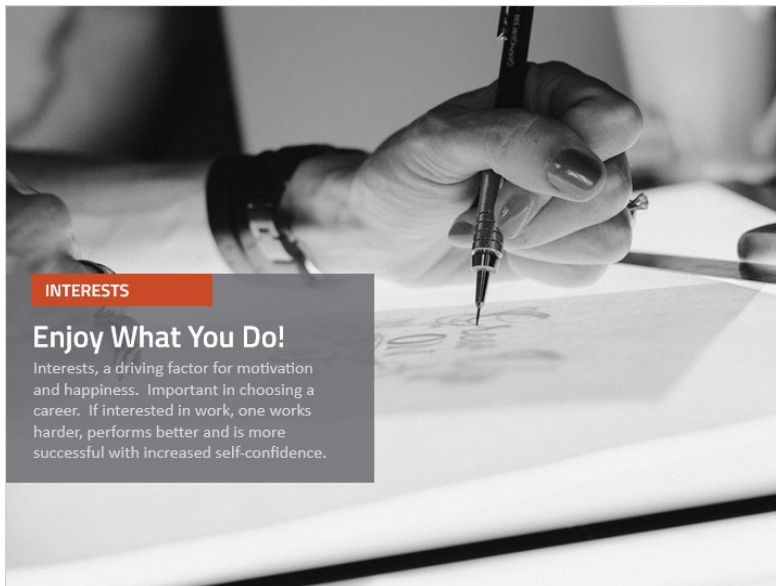 INTERESTS
Enjoy What You Do!
Interests, a driving factor for motivation
and happiness.  Important in choosing a
career.  If interested in work, one works
harder, performs better and is more
successful with increased self-confidence.